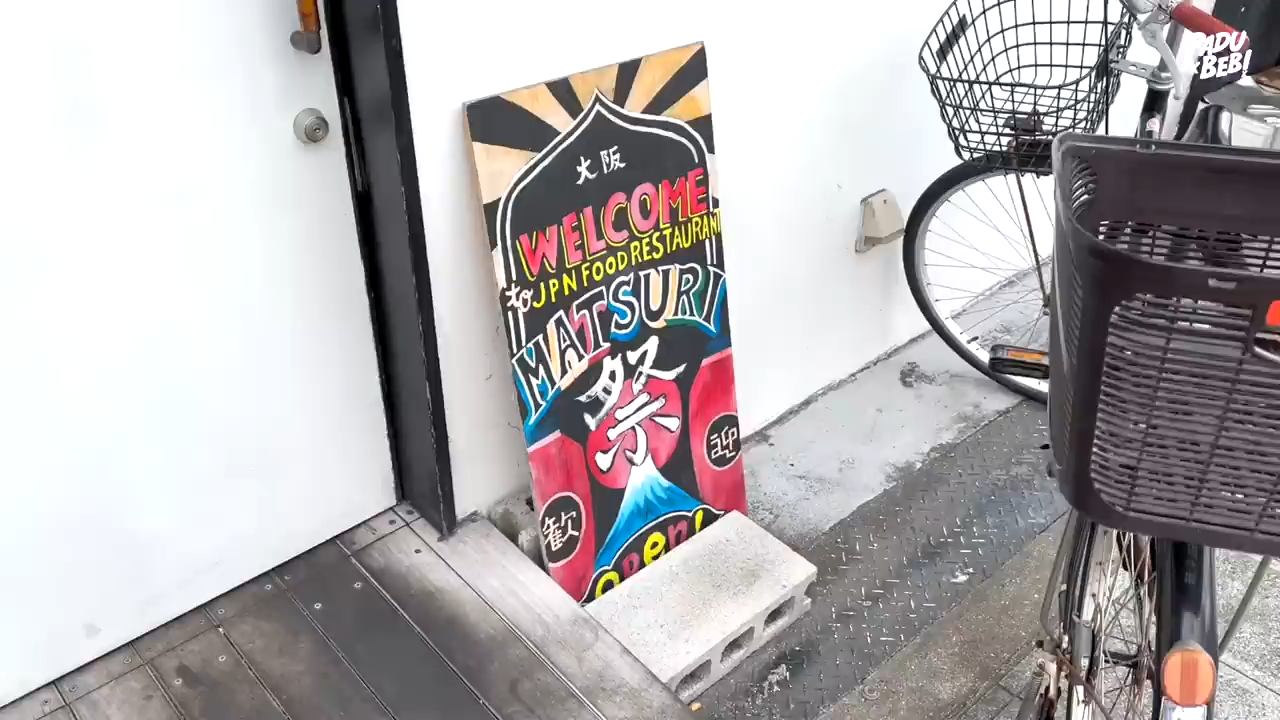 大阪
WELCOME
to JPN FOOD RESTAURANT
MATSURI
祭
歓 迎
Open!
PADU
& BEBI